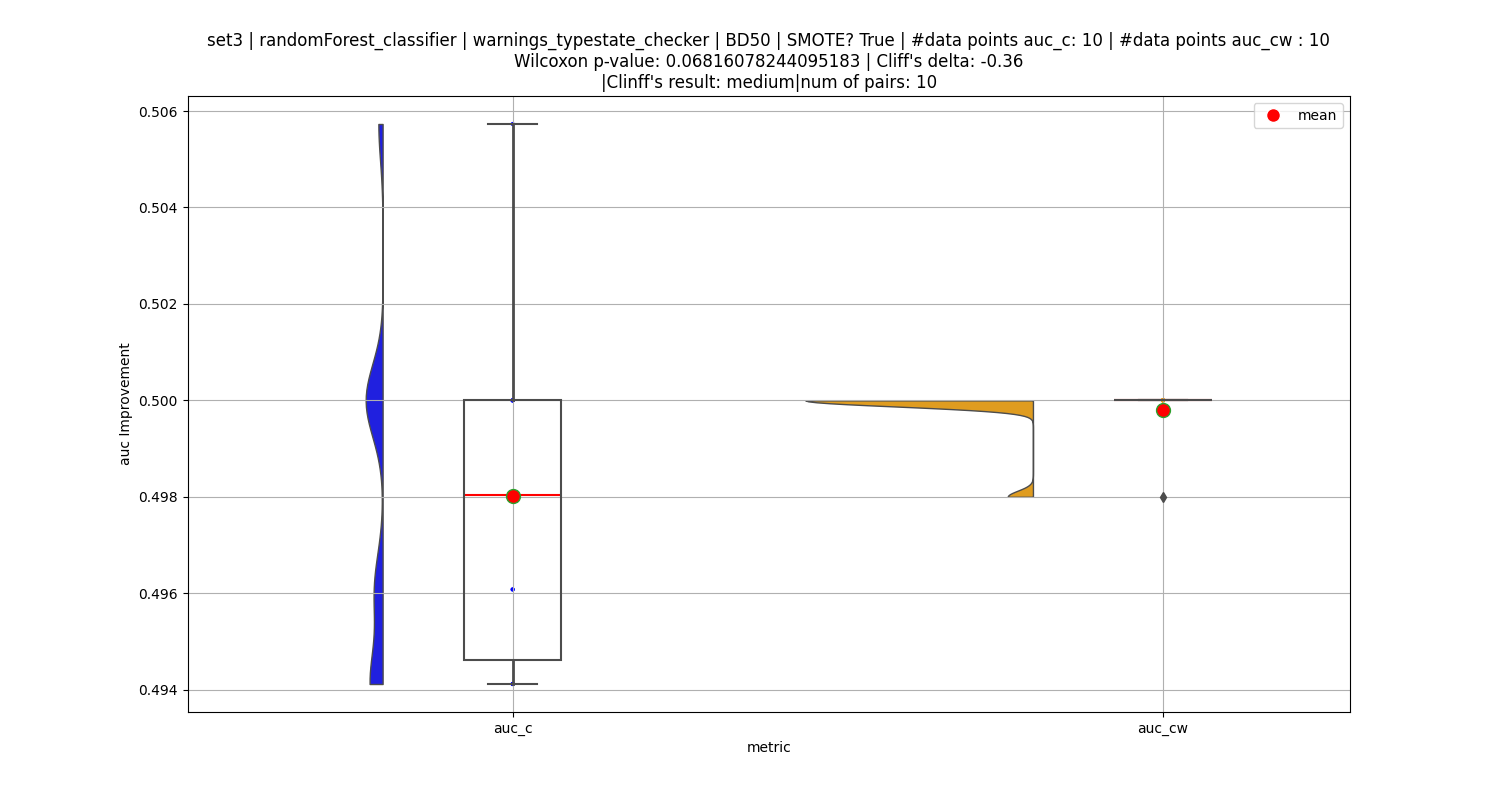 set3 | randomForest_classifier | warnings_typestate_checker | BD50 | SMOTE? True | #data points auc_c: 10 | #data points auc_cw : 10
Wilcoxon p-value: 0.06816078244095183 | Cliff's delta: -0.36
|Clinff's result: medium|num of pairs: 10
mean
0.506
0.504
0.502
0.500
0.498
0.496
0.494
auc Improvement
auc_c
auc_cw
metric